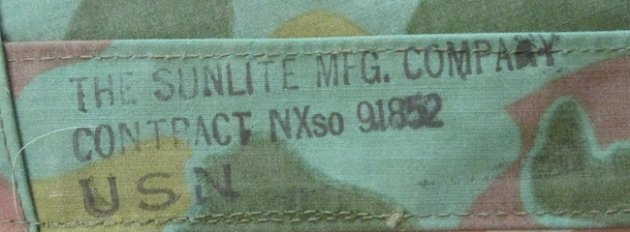 THE SUNLITE MFG. COMPANY
CONTRACT NXso 91852
USN